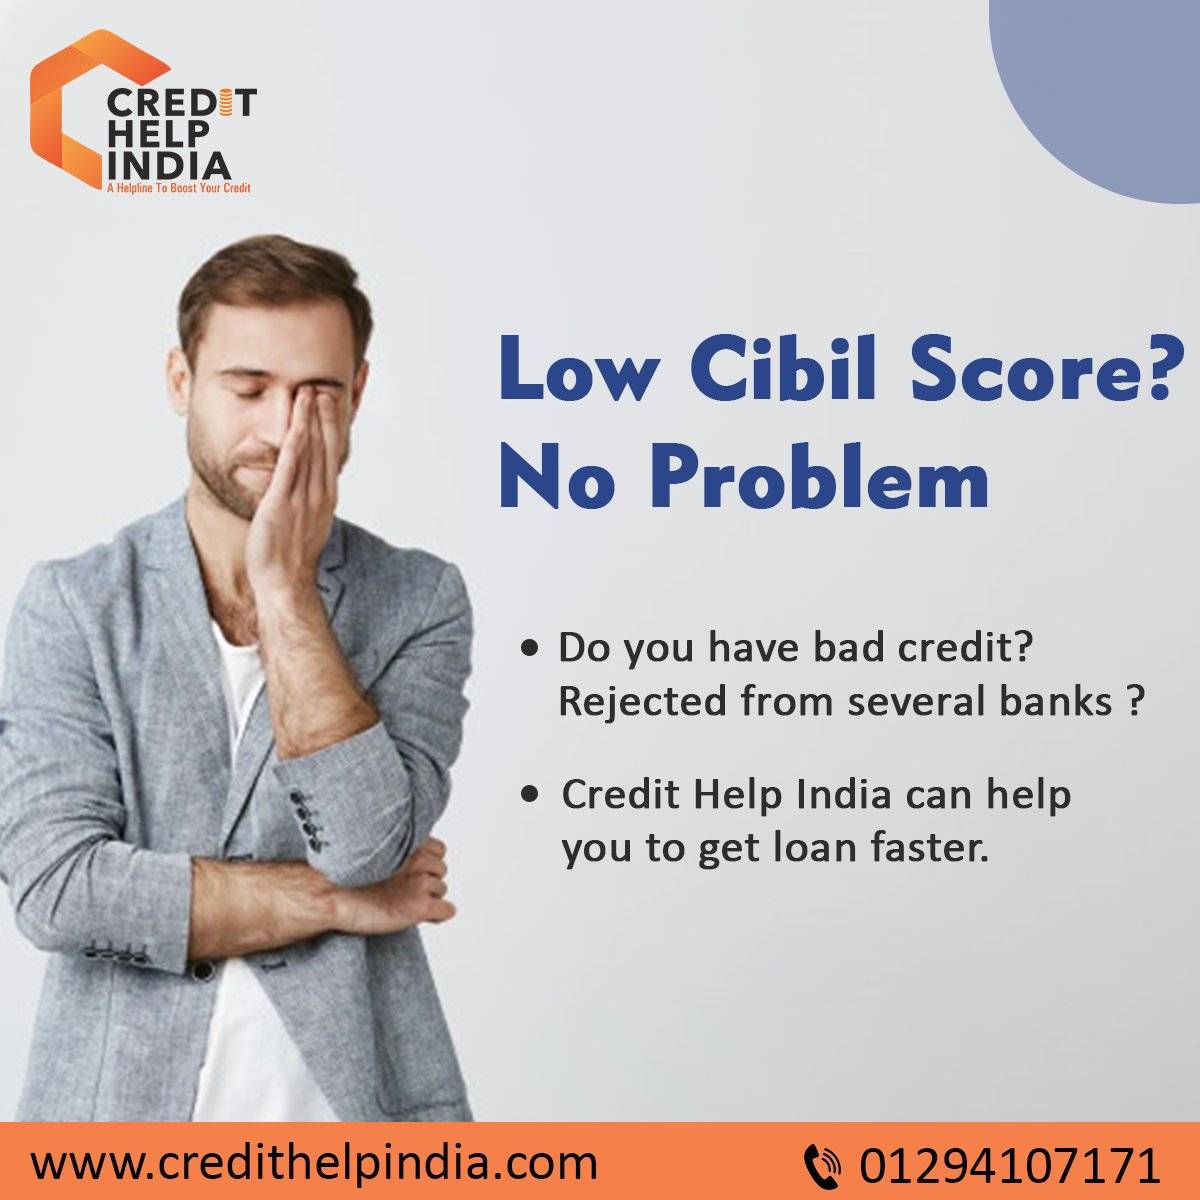 CREDIT
HELP
INDIA
A Helpline To Boost Your Credit
Low Cibil Score?
No Problem
• Do you have bad credit?
Rejected from several banks ?
• Credit Help India can help
you to get loan faster.
www.credithelpindia.com
01294107171